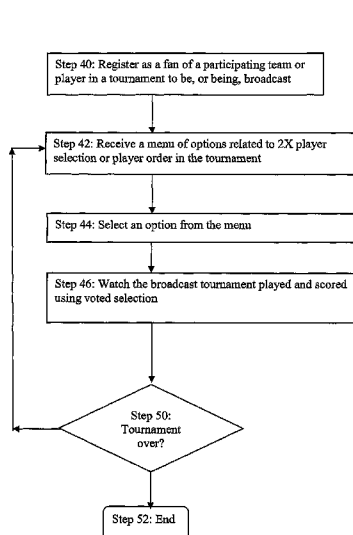 Step 40: Register as a fan of a participating team or
player in a tournament to be, or being, broadcast
Step 42: Receive a menu of options related to 2X player
selection or player order in the tournament
Step 44: Select an option from the menu
Step 46: Watch the broadcast tournament played and scored
using voted selection
Step 50:
Tournament
over?
Step 52: End